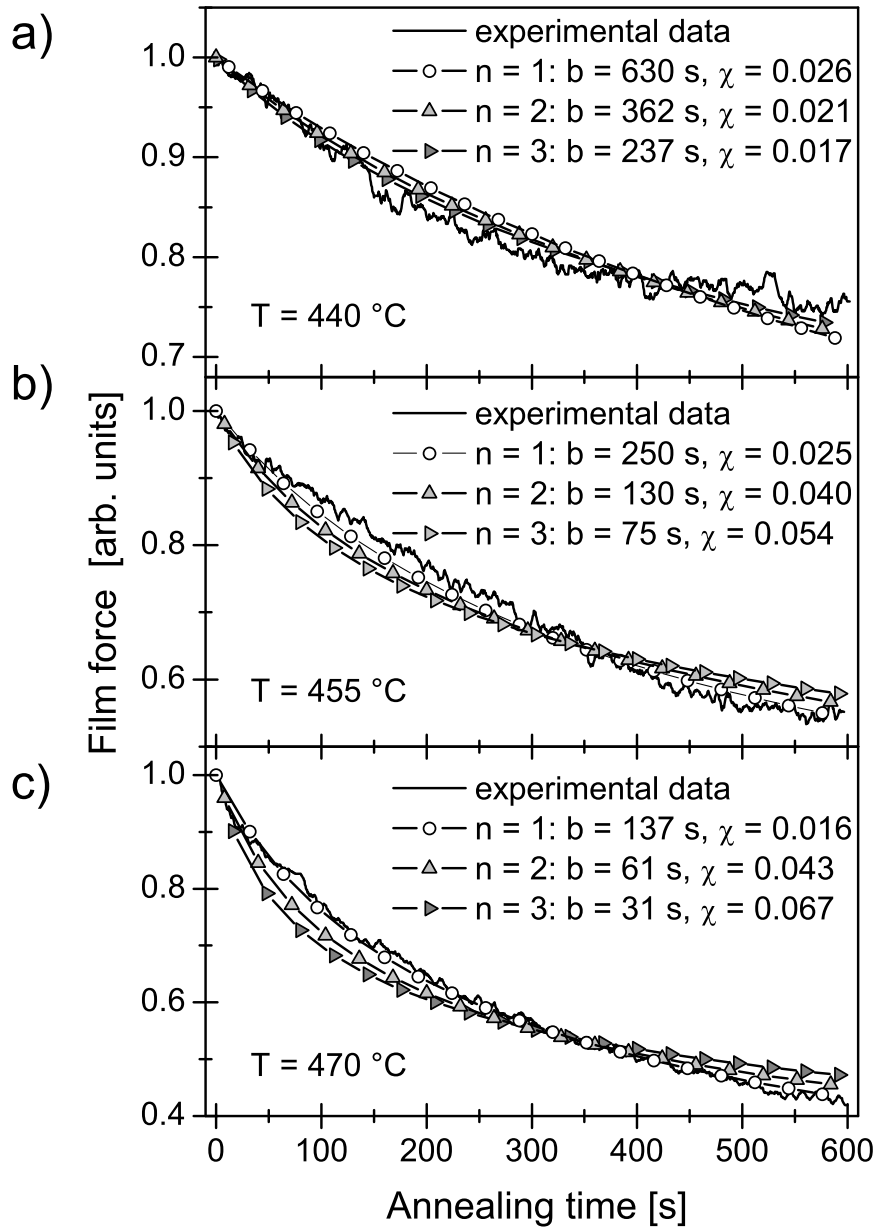 a)
experimental data
n = 1: b = 630 s, χ = 0.026
n = 2: b = 362 s, χ = 0.021
n = 3: b = 237 s, χ = 0.017
1.0
0.9
0.8
0.7
T = 440 °C
b)
experimental data
n = 1: b = 250 s, χ = 0.025
n = 2: b = 130 s, χ = 0.040
n = 3: b = 75 s, χ = 0.054
1.0
0.8
0.6
T = 455 °C
Film force [arb. units]
c)
experimental data
n = 1: b = 137 s, χ = 0.016
n = 2: b = 61 s, χ = 0.043
n = 3: b = 31 s, χ = 0.067
1.0
0.8
0.6
0.4
T = 470 °C
0 100 200 300 400 500 600
Annealing time [s]